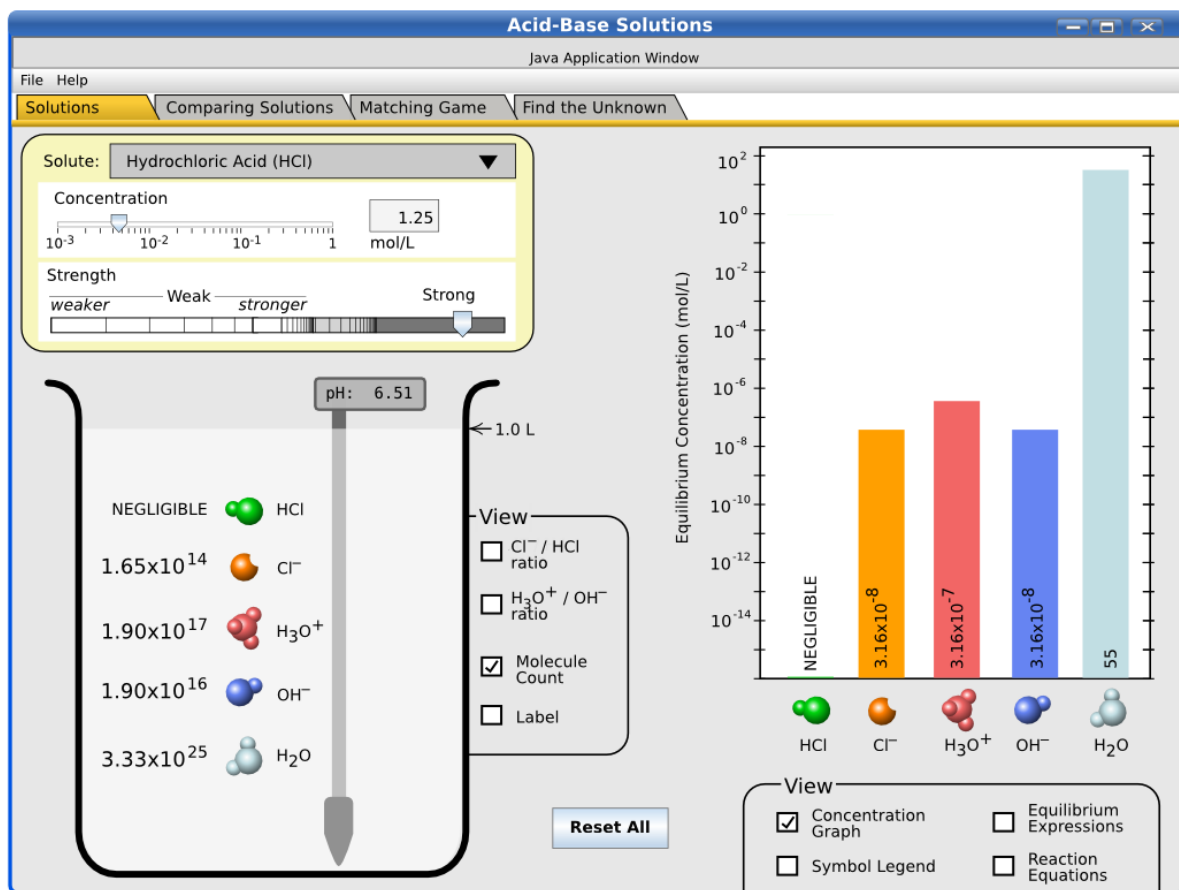 Acid-Base Solutions
Java Application Window
File Help
Solutions Comparing Solutions Matching Game Find the Unknown
Solute: Hydrochloric Acid (HCl)
Concentration
1.25
10⁻³ 10⁻² 10⁻¹ 1 mol/L
Strength
Weak Strong
weaker stronger
pH: 6.51
1.0 L
NEGLIGIBLE HCl
1.65x10¹⁴ Cl⁻
1.90x10¹⁷ H₃O⁺
1.90x10¹⁶ OH⁻
3.33x10²⁵ H₂O
View
Cl⁻ / HCl
ratio
H₃O⁺ / OH⁻
ratio
Molecule
Count
Label
Reset All
Equilibrium Concentration (mol/L)
10²
10⁰
10⁻²
10⁻⁴
10⁻⁶
10⁻⁸
10⁻¹⁰
10⁻¹²
10⁻¹⁴
NEGLIGIBLE
3.16x10⁻⁸
3.16x10⁻⁷
3.16x10⁻⁸
55
HCl Cl⁻ H₃O⁺ OH⁻ H₂O
View
Concentration
Graph
Equilibrium
Expressions
Symbol Legend
Reaction
Equations